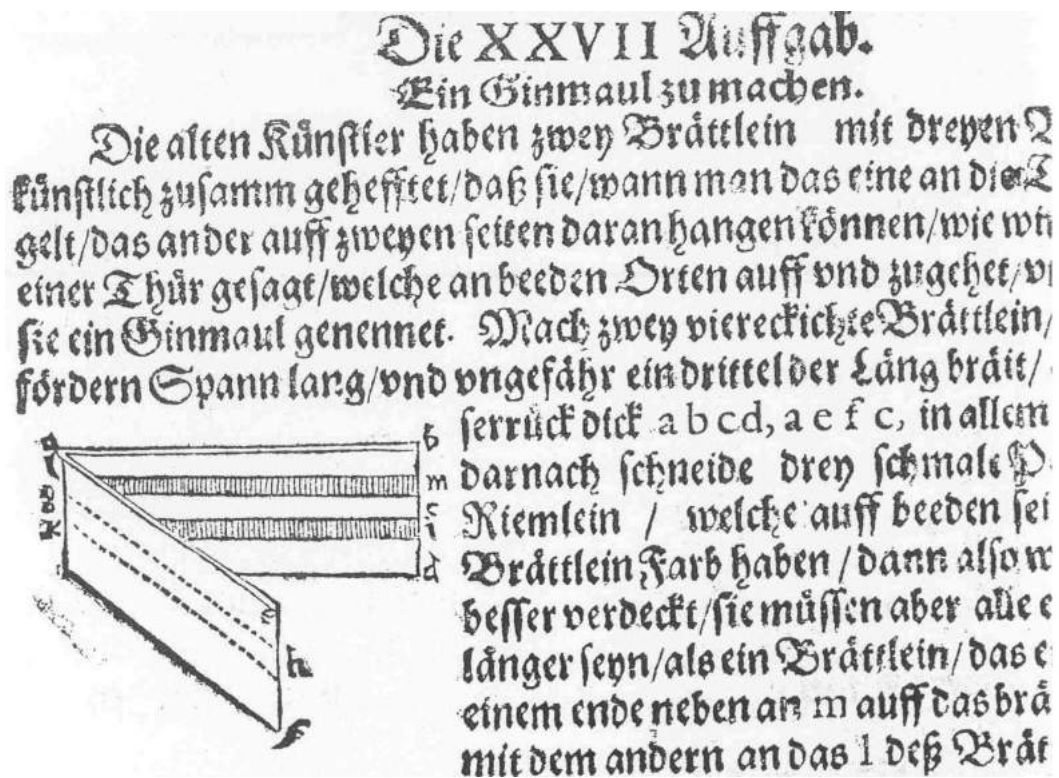 Die XXVII Auffgab.
Ein Ginmaul zu machen.
Die alten Künstler haben zwey Brättlein mit dreyen
künstlich zusamm gehefftet/daß sie/wann man das eine an die
gelt/das ander auff zweyen seiten daran hangen können/wie
einer Thür gesagt/welche an beeden Orten auff vnd zugehet/
sie ein Ginmaul genennet. Mach zwey viereckichte Brättlein/
fördern Spann lang/vnd vngefähr ein drittel der Läng bräit/
serrück dick a b c d, a e f c, in allem
darnach schneide drey schmale
Riemlein / welche auff beeden sei
Brättlein Farb haben / dann also w
besser verdeckt/sie müssen aber alle e
länger seyn/als ein Brättlein/das e
einem ende neben an m auff das brä
mit dem andern an das l deß Brät
a
b
l
m
g
c
k
i
d
e
h
f